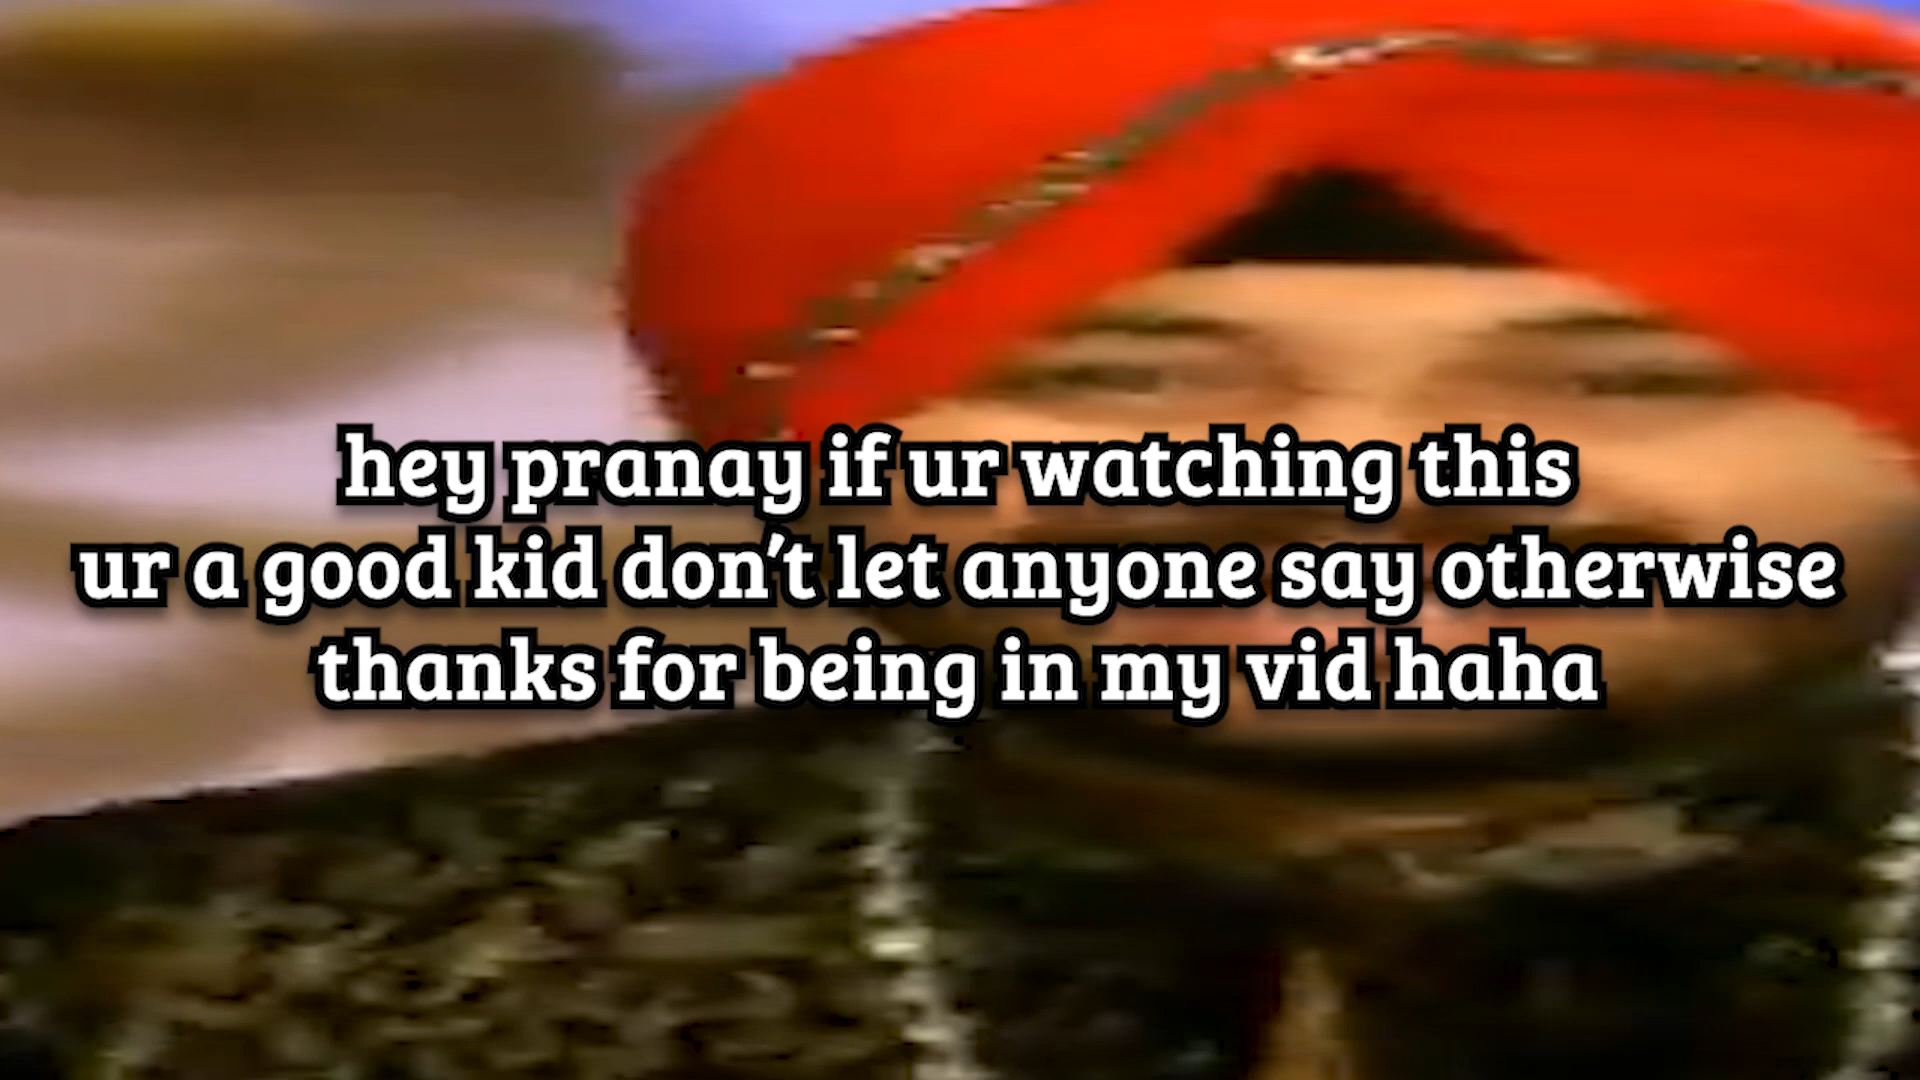 hey pranay if ur watching this
ur a good kid don't let anyone say otherwise
thanks for being in my vid haha